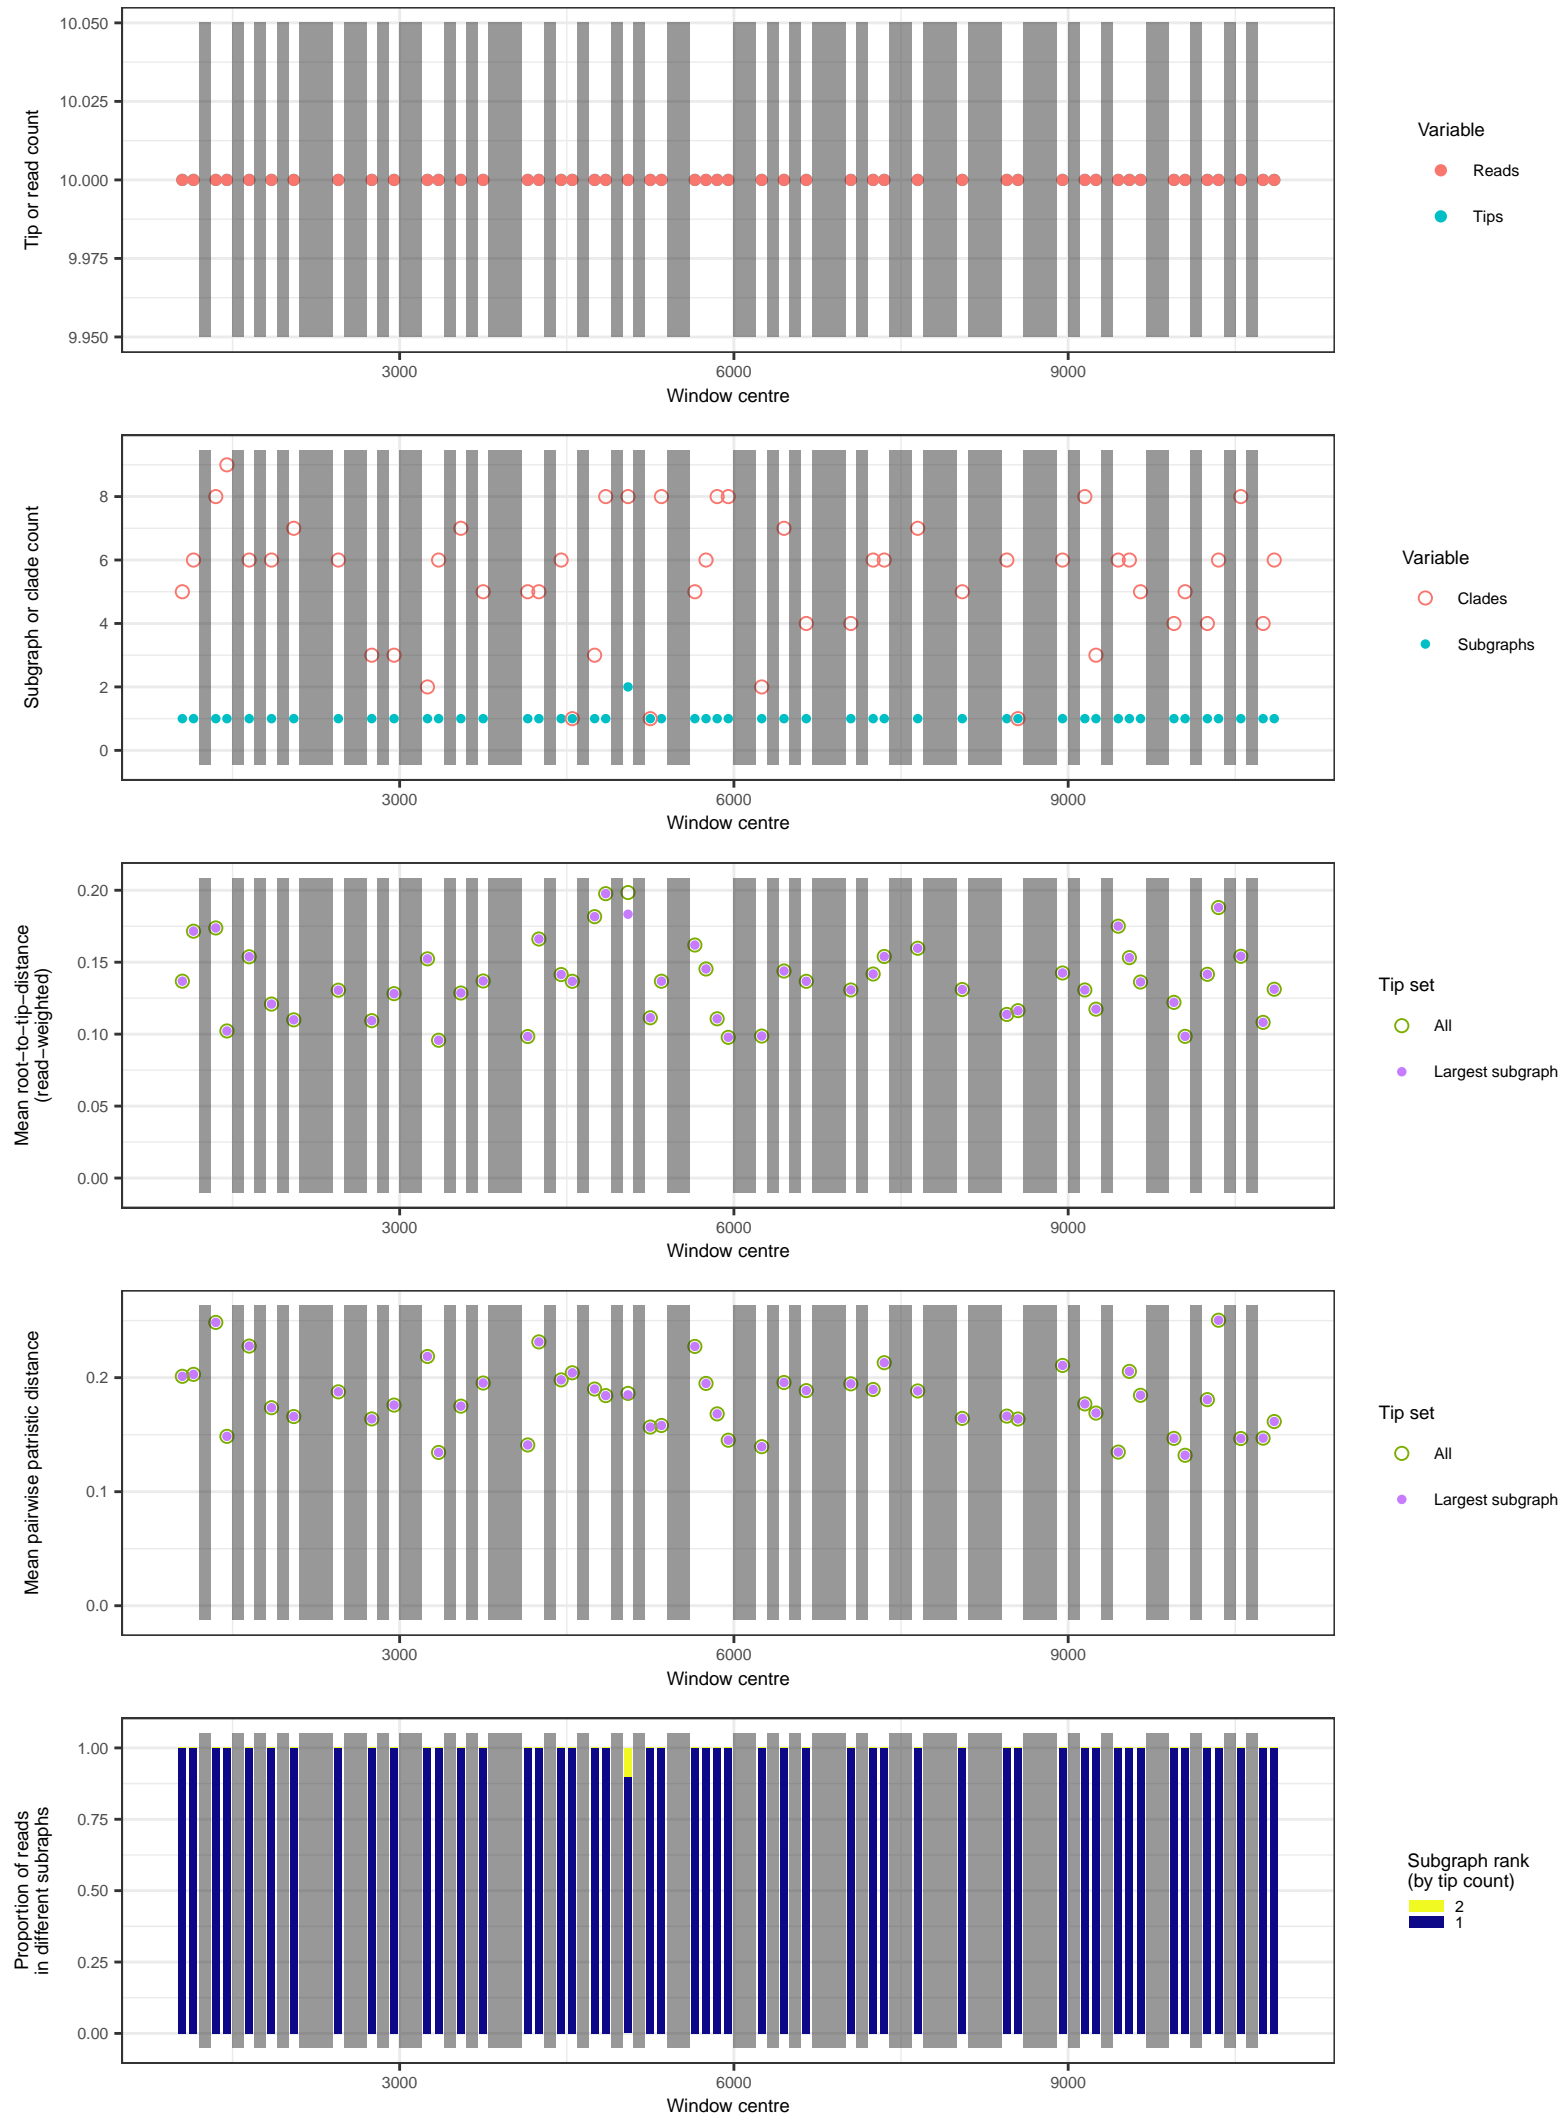 10.050
10.025
10.000
9.975
9.950
Tip or read count
3000
6000
9000
Window centre
Variable
Reads
Tips
8
6
4
2
0
Subgraph or clade count
3000
6000
9000
Window centre
Variable
Clades
Subgraphs
0.20
0.15
0.10
0.05
0.00
Mean root−to−tip−distance
(read−weighted)
3000
6000
9000
Window centre
Tip set
All
Largest subgraph
0.2
0.1
0.0
Mean pairwise patristic distance
3000
6000
9000
Window centre
Tip set
All
Largest subgraph
1.00
0.75
0.50
0.25
0.00
Proportion of reads
in different subraphs
3000
6000
9000
Window centre
Subgraph rank
(by tip count)
2
1